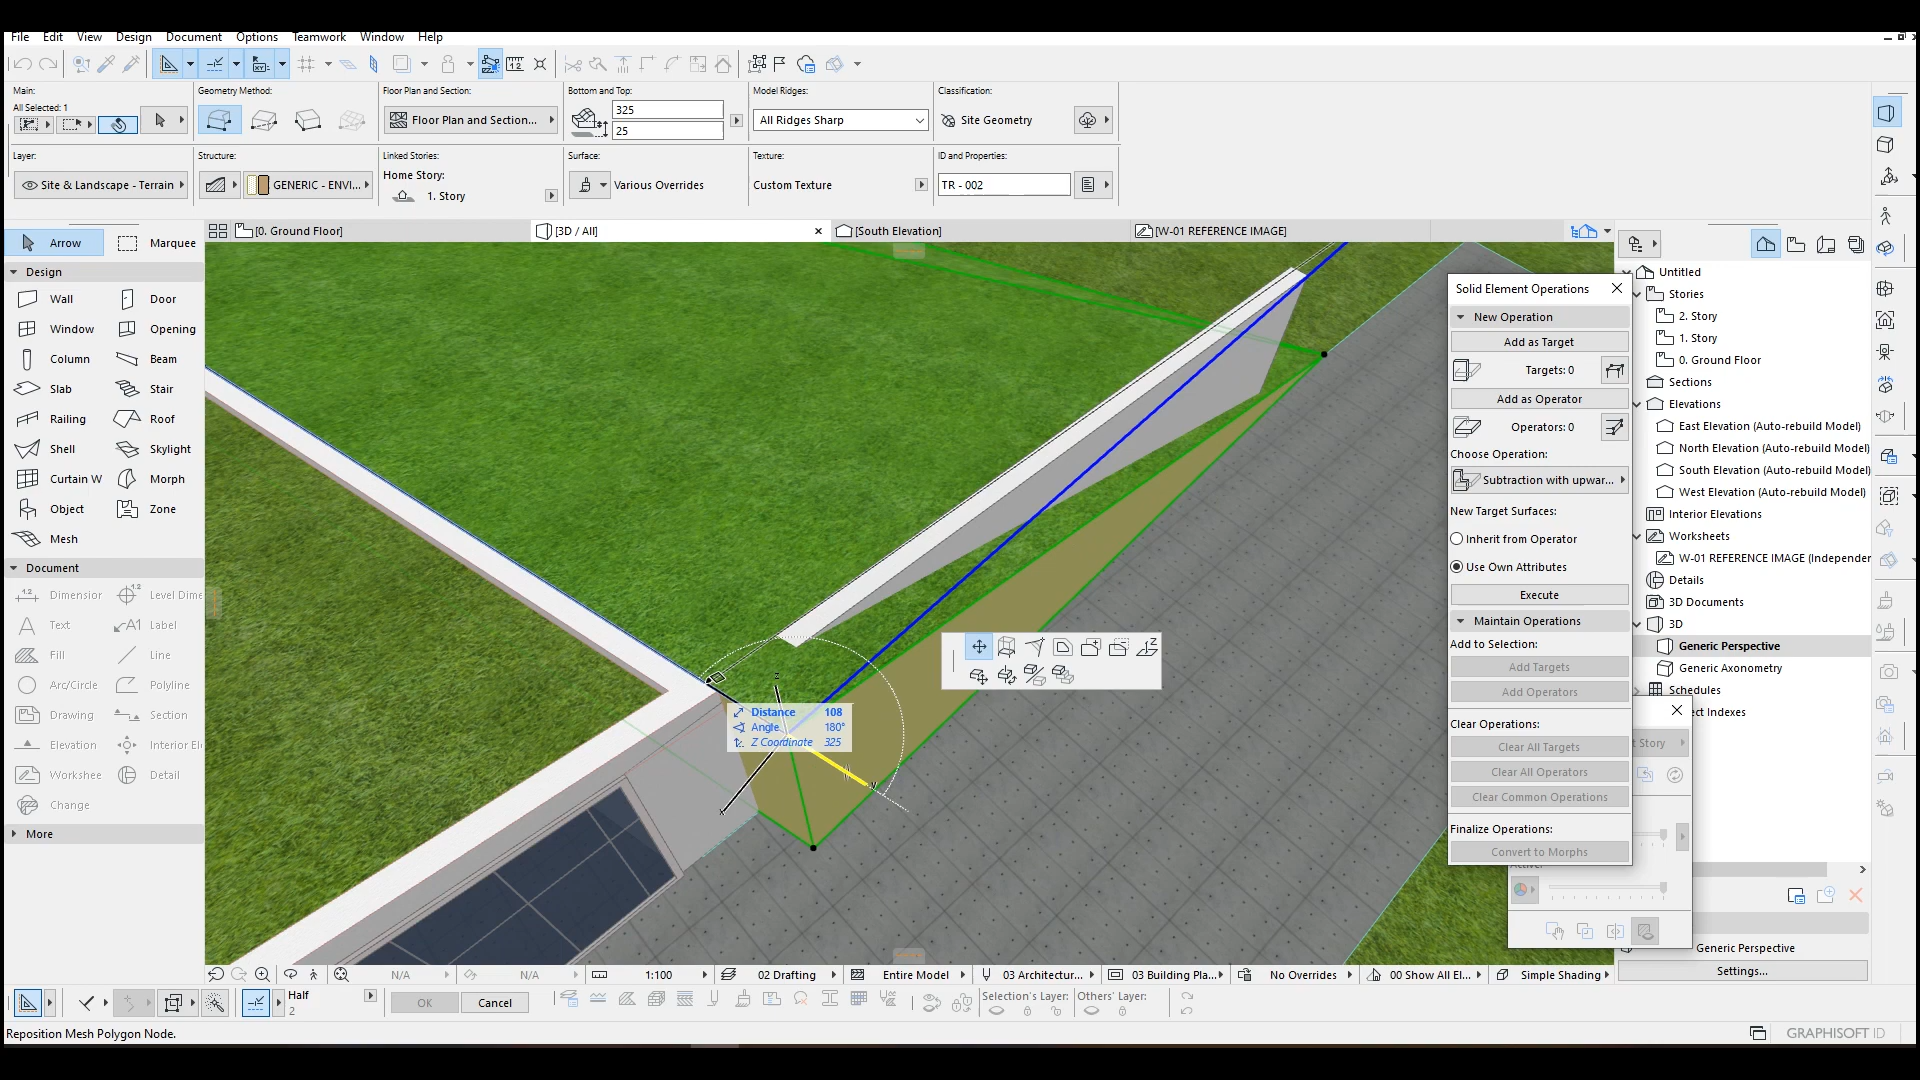 File Edit View Design Document Options Teamwork Window Help
Main:
All Selected: 1
Geometry Method:
Floor Plan and Section:
Floor Plan and Section...
Bottom and Top:
325
25
Model Ridges:
All Ridges Sharp
Classification:
Site Geometry
Layer:
Site & Landscape - Terrain
Structure:
GENERIC - ENVI...
Linked Stories:
Home Story:
1. Story
Surface:
Various Overrides
Texture:
Custom Texture
ID and Properties:
TR - 002
Arrow
Marquee
[0. Ground Floor]
[3D / All]
[South Elevation]
[W-01 REFERENCE IMAGE]
Design
Wall
Door
Window
Opening
Column
Beam
Slab
Stair
Railing
Roof
Shell
Skylight
Curtain W
Morph
Object
Zone
Mesh
Document
Dimension
Level Dime
Text
Label
Fill
Line
Arc/Circle
Polyline
Drawing
Section
Elevation
Interior El
Workshee
Detail
Change
More
z
Distance 108
Angle 180°
Z Coordinate 325
x
y
Solid Element Operations
New Operation
Add as Target
Targets: 0
Add as Operator
Operators: 0
Choose Operation:
Subtraction with upwar...
New Target Surfaces:
Inherit from Operator
Use Own Attributes
Execute
Maintain Operations
Add to Selection:
Add Targets
Add Operators
Clear Operations:
Clear All Targets
Clear All Operators
Clear Common Operations
Finalize Operations:
Convert to Morphs
Untitled
Stories
2. Story
1. Story
0. Ground Floor
Sections
Elevations
East Elevation (Auto-rebuild Model)
North Elevation (Auto-rebuild Model)
South Elevation (Auto-rebuild Model)
West Elevation (Auto-rebuild Model)
Interior Elevations
Worksheets
W-01 REFERENCE IMAGE (Independen
Details
3D Documents
3D
Generic Perspective
Generic Axonometry
Schedules
ect Indexes
t Story
Generic Perspective
Settings...
N/A
N/A
1:100
02 Drafting
Entire Model
03 Architectur...
03 Building Pla...
No Overrides
00 Show All El...
Simple Shading
Half
2
OK
Cancel
Selection's Layer:
Others' Layer:
Reposition Mesh Polygon Node.
GRAPHISOFT ID